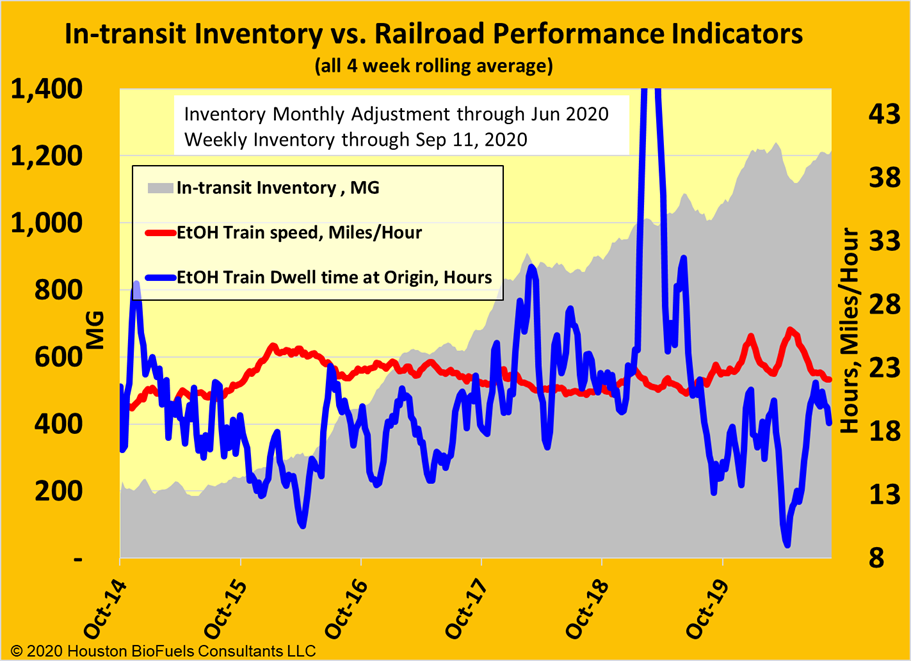 In-transit Inventory vs. Railroad Performance Indicators
(all 4 week rolling average)
1,400
1,200
1,000
800
600
400
200
-
MG
Inventory Monthly Adjustment through Jun 2020
Weekly Inventory through Sep 11, 2020
In-transit Inventory , MG
EtOH Train speed, Miles/Hour
EtOH Train Dwell time at Origin, Hours
43
38
33
28
23
18
13
8
Hours, Miles/Hour
Oct-14
Oct-15
Oct-16
Oct-17
Oct-18
Oct-19
© 2020 Houston BioFuels Consultants LLC